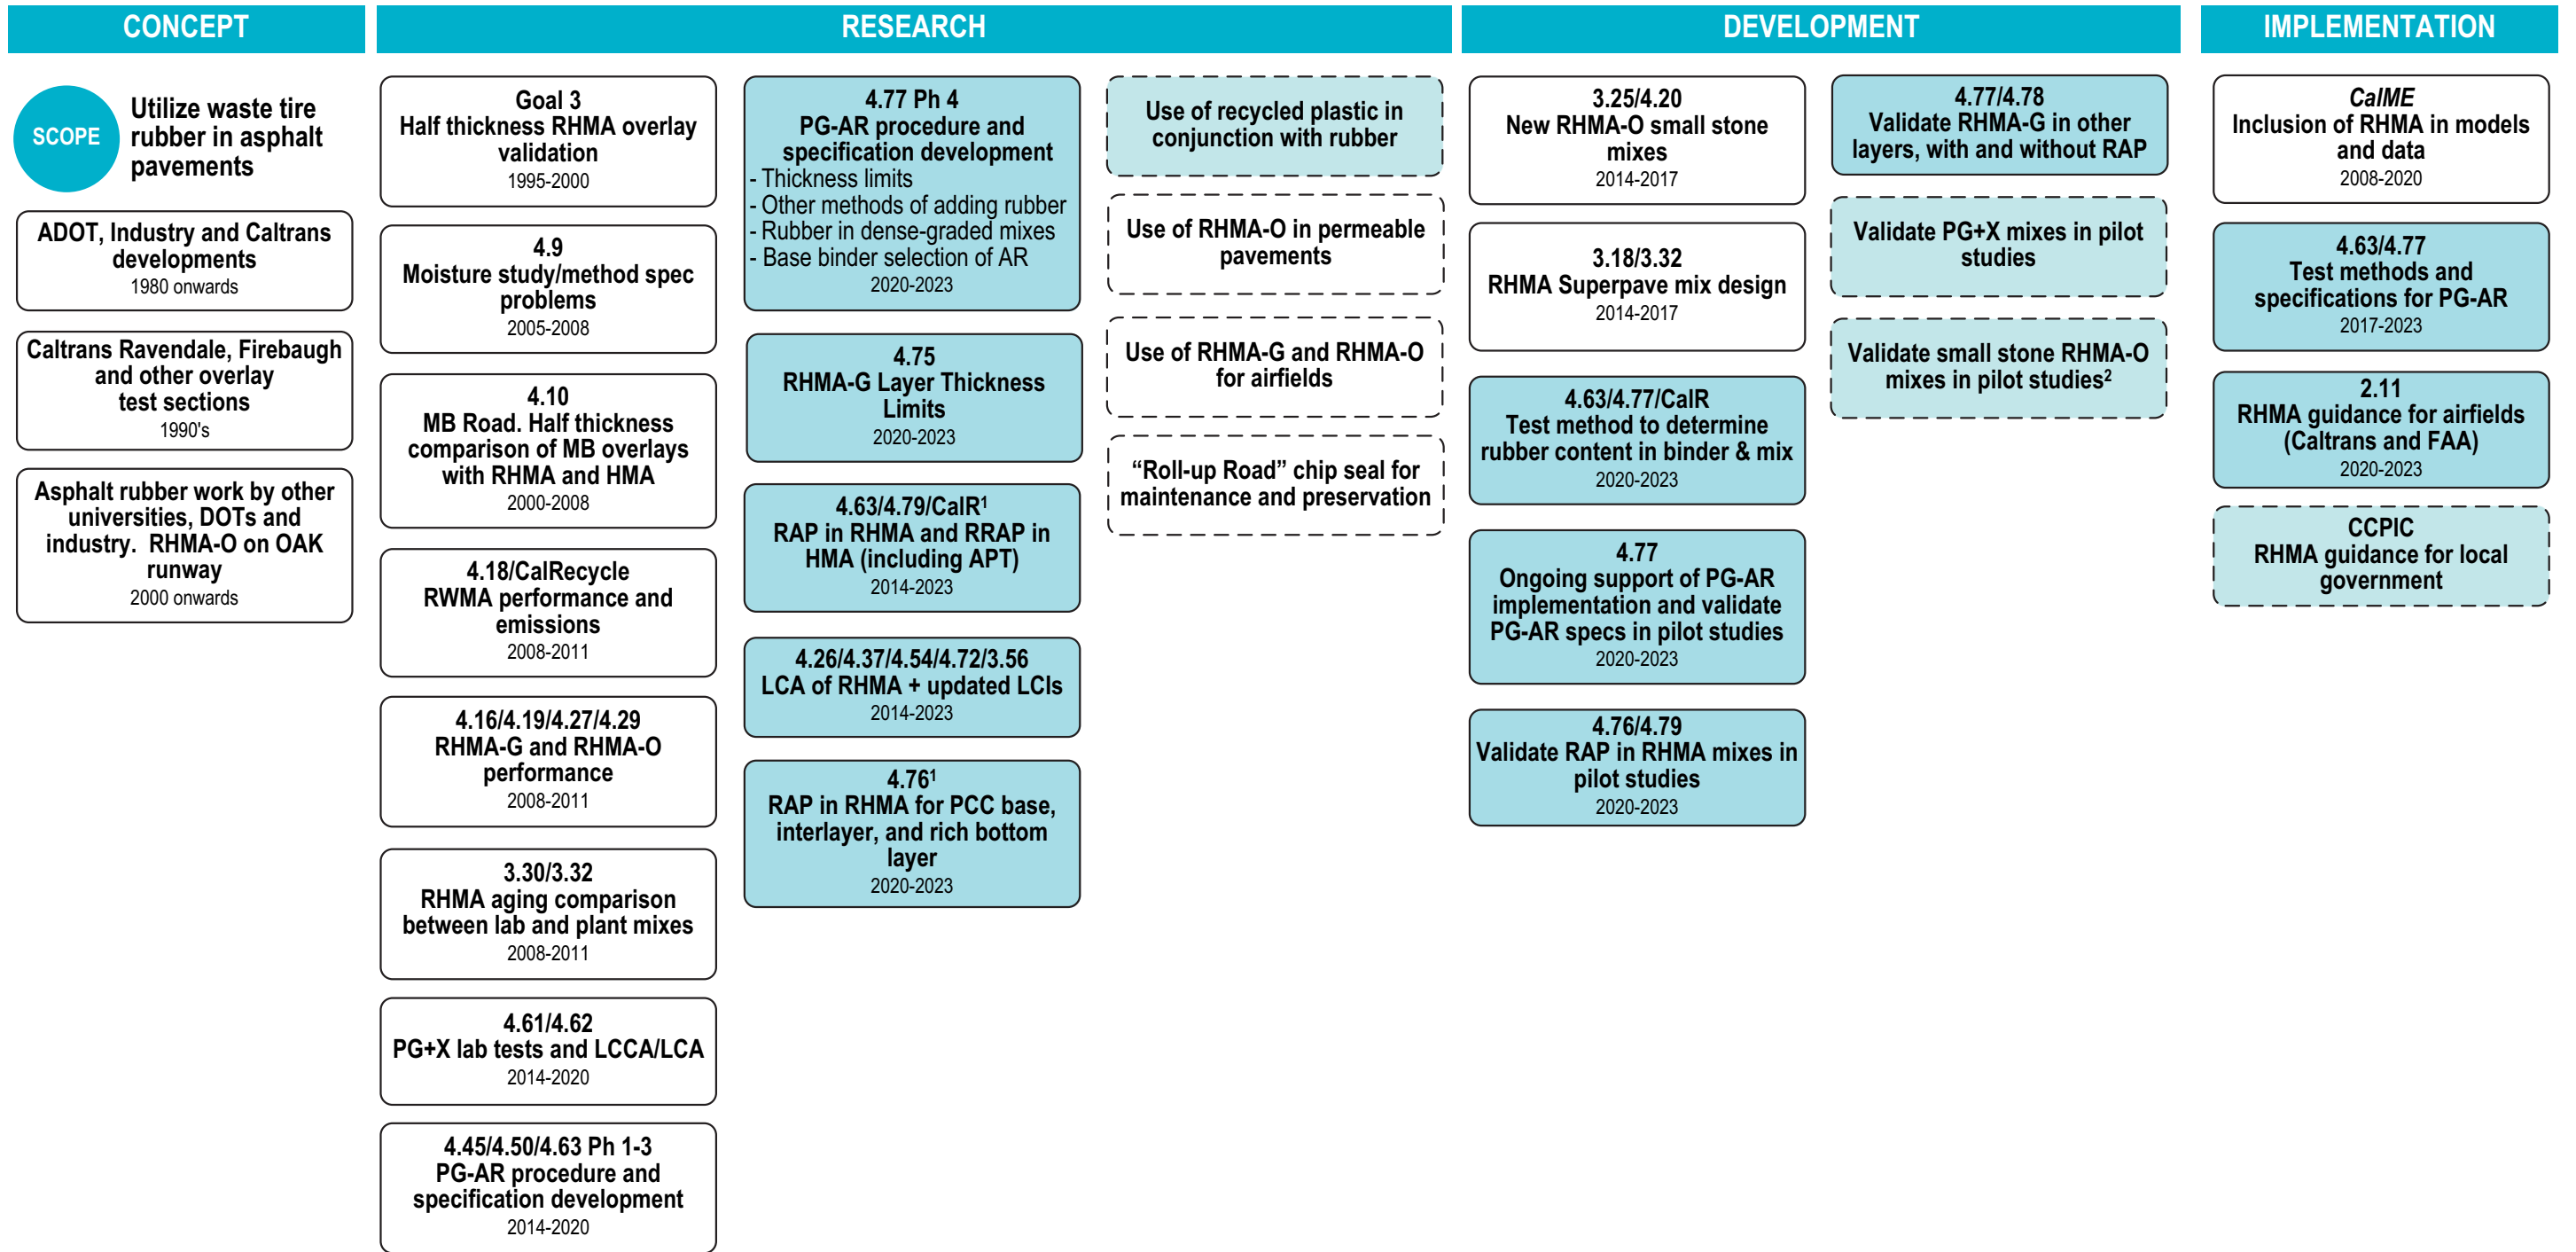 CONCEPT
SCOPE
Utilize waste tire
rubber in asphalt
pavements
ADOT, Industry and Caltrans
developments
1980 onwards
Caltrans Ravendale, Firebaugh
and other overlay
test sections
1990's
Asphalt rubber work by other
universities, DOTs and
industry. RHMA-O on OAK
runway
2000 onwards
RESEARCH
Goal 3
Half thickness RHMA overlay
validation
1995-2000
4.9
Moisture study/method spec
problems
2005-2008
4.10
MB Road. Half thickness
comparison of MB overlays
with RHMA and HMA
2000-2008
4.18/CalRecycle
RWMA performance and
emissions
2008-2011
4.16/4.19/4.27/4.29
RHMA-G and RHMA-O
performance
2008-2011
3.30/3.32
RHMA aging comparison
between lab and plant mixes
2008-2011
4.61/4.62
PG+X lab tests and LCCA/LCA
2014-2020
4.45/4.50/4.63 Ph 1-3
PG-AR procedure and
specification development
2014-2020
4.77 Ph 4
PG-AR procedure and
specification development
- Thickness limits
- Other methods of adding rubber
- Rubber in dense-graded mixes
- Base binder selection of AR
2020-2023
4.75
RHMA-G Layer Thickness
Limits
2020-2023
4.63/4.79/CalR¹
RAP in RHMA and RRAP in
HMA (including APT)
2014-2023
4.26/4.37/4.54/4.72/3.56
LCA of RHMA + updated LCIs
2014-2023
4.76¹
RAP in RHMA for PCC base,
interlayer, and rich bottom
layer
2020-2023
Use of recycled plastic in
conjunction with rubber
Use of RHMA-O in permeable
pavements
Use of RHMA-G and RHMA-O
for airfields
“Roll-up Road” chip seal for
maintenance and preservation
DEVELOPMENT
3.25/4.20
New RHMA-O small stone
mixes
2014-2017
3.18/3.32
RHMA Superpave mix design
2014-2017
4.63/4.77/CalR
Test method to determine
rubber content in binder & mix
2020-2023
4.77
Ongoing support of PG-AR
implementation and validate
PG-AR specs in pilot studies
2020-2023
4.76/4.79
Validate RAP in RHMA mixes in
pilot studies
2020-2023
4.77/4.78
Validate RHMA-G in other
layers, with and without RAP
Validate PG+X mixes in pilot
studies
Validate small stone RHMA-O
mixes in pilot studies²
IMPLEMENTATION
CalME
Inclusion of RHMA in models
and data
2008-2020
4.63/4.77
Test methods and
specifications for PG-AR
2017-2023
2.11
RHMA guidance for airfields
(Caltrans and FAA)
2020-2023
CCPIC
RHMA guidance for local
government